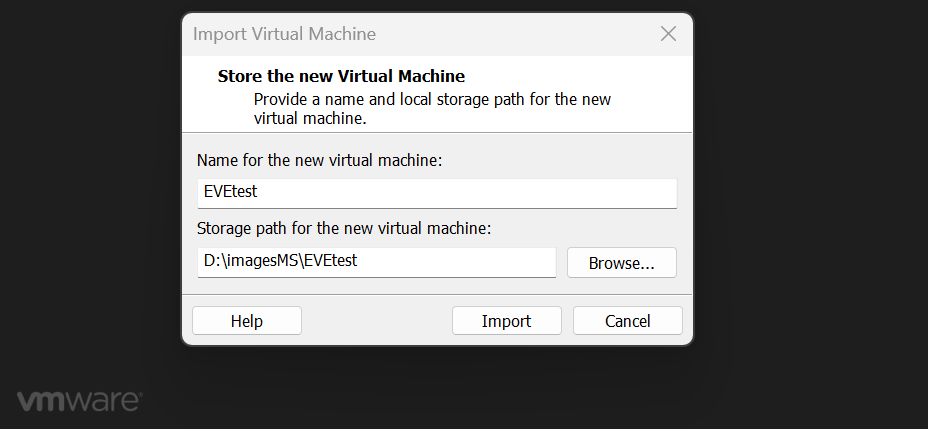 Import Virtual Machine
Store the new Virtual Machine
Provide a name and local storage path for the new
virtual machine.
Name for the new virtual machine:
EVEtest
Storage path for the new virtual machine:
D:\imagesMS\EVEtest
Browse...
Help
Import
Cancel
vmware